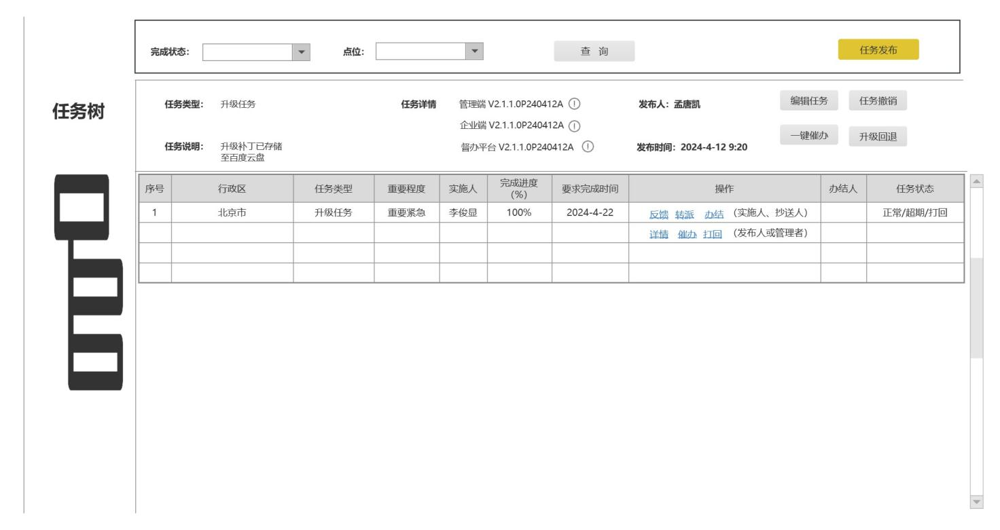 完成状态：
点位：
查 询
任务发布
任务树
任务类型： 升级任务
任务详情 管理端 V2.1.1.0P240412A
企业端 V2.1.1.0P240412A
督办平台 V2.1.1.0P240412A
发布人：孟唐凯
编辑任务 任务撤销
任务说明： 升级补丁已存储
至百度云盘
发布时间：2024-4-12 9:20
一键催办 升级回退
序号 行政区 任务类型 重要程度 实施人 完成进度
(%) 要求完成时间 操作 办结人 任务状态
1 北京市 升级任务 重要紧急 李俊显 100% 2024-4-22 反馈 转派 办结 （实施人、抄送人） 正常/超期/打回
详情 催办 打回 （发布人或管理者）